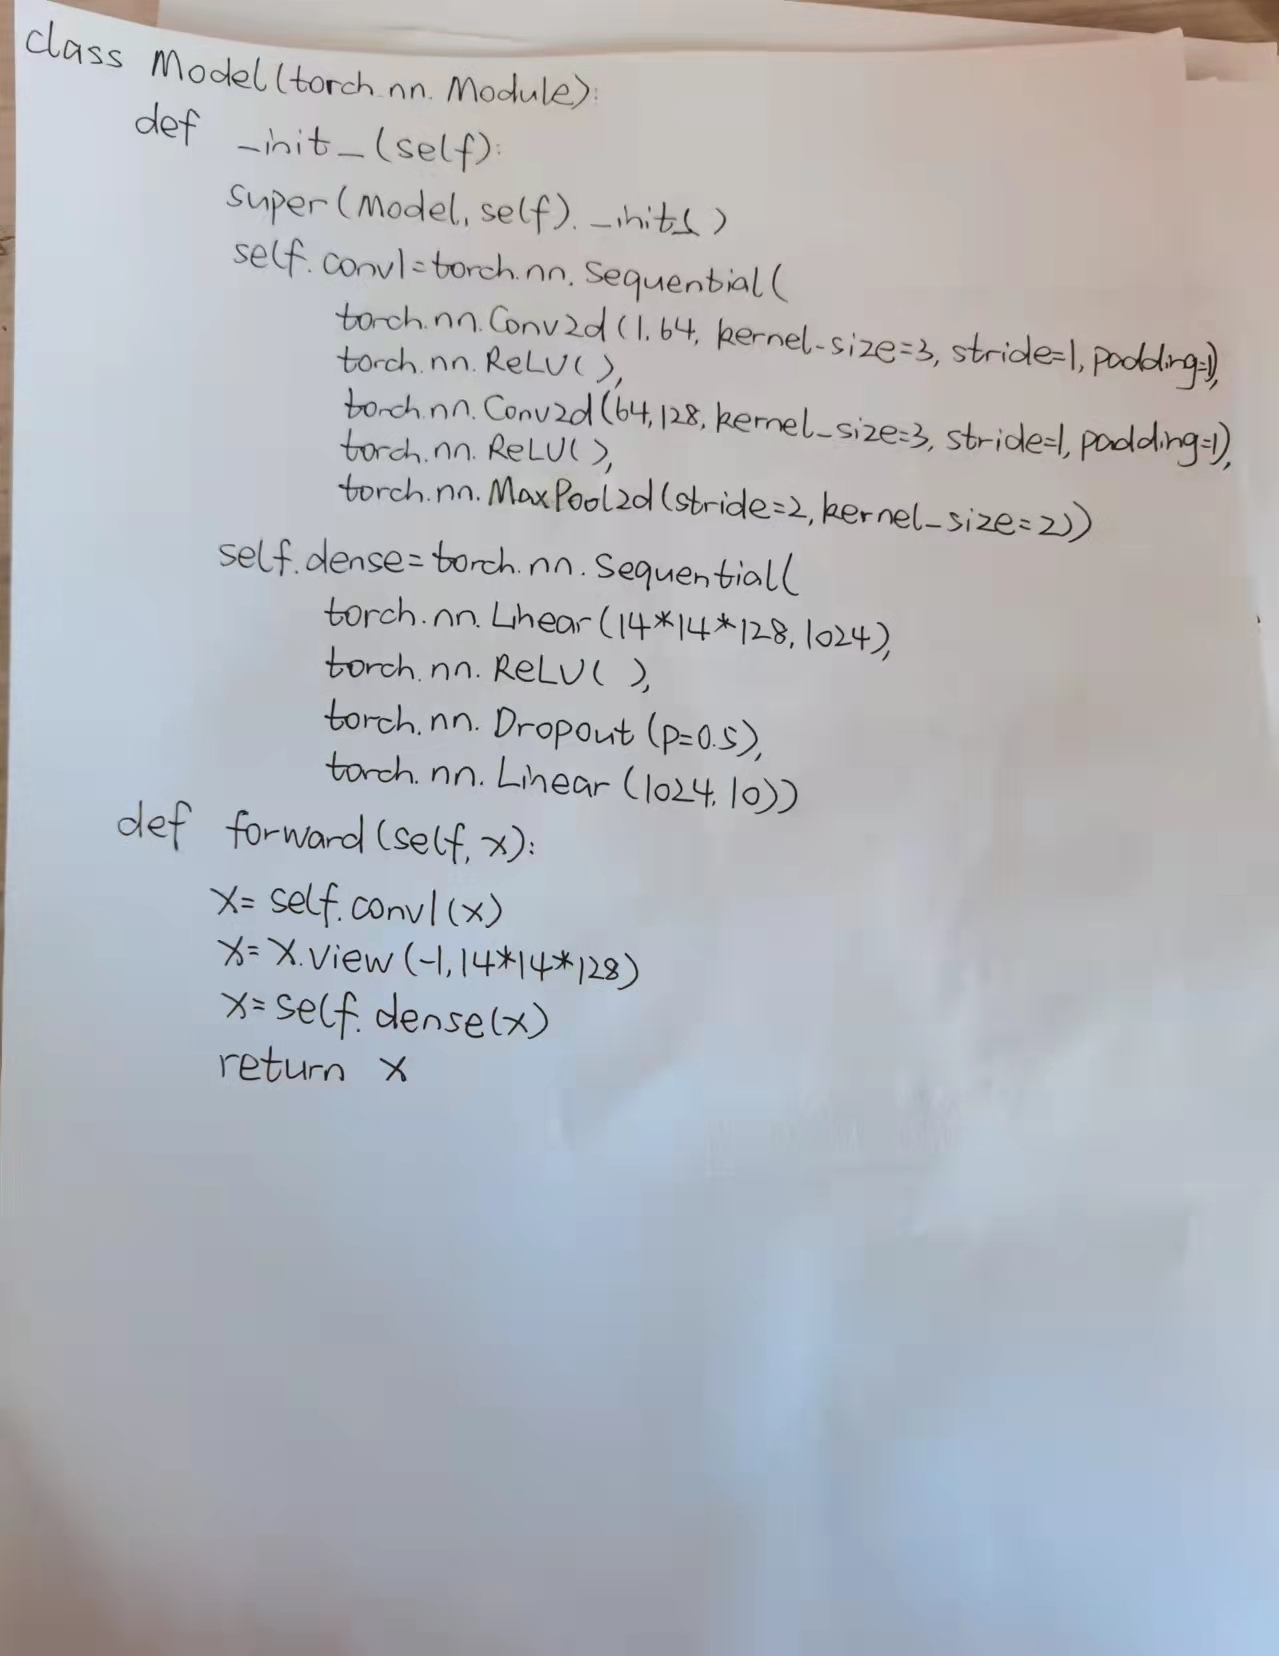 class Model(torch.nn.Module):
def _init_(self):
super(Model, self)._init_()
self.conv1=torch.nn.Sequential(
torch.nn.Conv2d(1,64, kernel_size=3, stride=1, padding=1),
torch.nn.ReLU(),
torch.nn.Conv2d(64,128, kernel_size=3, stride=1, padding=1),
torch.nn.ReLU(),
torch.nn.MaxPool2d(stride=2, kernel_size=2))
self.dense=torch.nn.Sequential(
torch.nn.Linear(14*14*128, 1024),
torch.nn.ReLU( ),
torch.nn.Dropout(p=0.5),
torch.nn.Linear(1024, 10))
def forward(self, x):
x= self.conv1(x)
x= x.view(-1,14*14*128)
x=self.dense(x)
return x